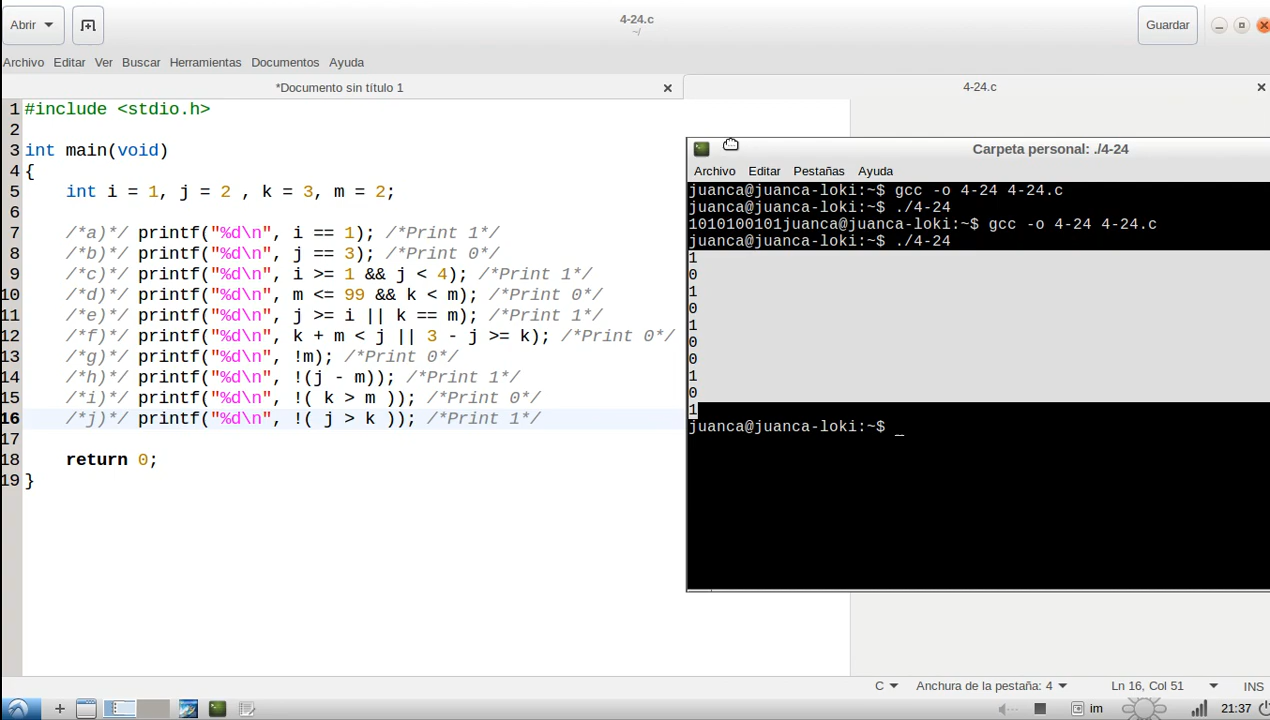 Abrir
4-24.c
~/
Guardar
Archivo Editar Ver Buscar Herramientas Documentos Ayuda
*Documento sin título 1
4-24.c
1 #include <stdio.h>
2
3 int main(void)
4 {
5     int i = 1, j = 2 , k = 3, m = 2;
6
7     /*a)*/ printf("%d\n", i == 1); /*Print 1*/
8     /*b)*/ printf("%d\n", j == 3); /*Print 0*/
9     /*c)*/ printf("%d\n", i >= 1 && j < 4); /*Print 1*/
10     /*d)*/ printf("%d\n", m <= 99 && k < m); /*Print 0*/
11     /*e)*/ printf("%d\n", j >= i || k == m); /*Print 1*/
12     /*f)*/ printf("%d\n", k + m < j || 3 - j >= k); /*Print 0*/
13     /*g)*/ printf("%d\n", !m); /*Print 0*/
14     /*h)*/ printf("%d\n", !(j - m)); /*Print 1*/
15     /*i)*/ printf("%d\n", !( k > m )); /*Print 0*/
16     /*j)*/ printf("%d\n", !( j > k )); /*Print 1*/
17
18     return 0;
19 }
Carpeta personal: ./4-24
Archivo Editar Pestañas Ayuda
juanca@juanca-loki:~$ gcc -o 4-24 4-24.c
juanca@juanca-loki:~$ ./4-24
1010100101juanca@juanca-loki:~$ gcc -o 4-24 4-24.c
juanca@juanca-loki:~$ ./4-24
1
0
1
0
1
0
0
1
0
1
juanca@juanca-loki:~$ _
C Anchura de la pestaña: 4 Ln 16, Col 51 INS
im 21:37